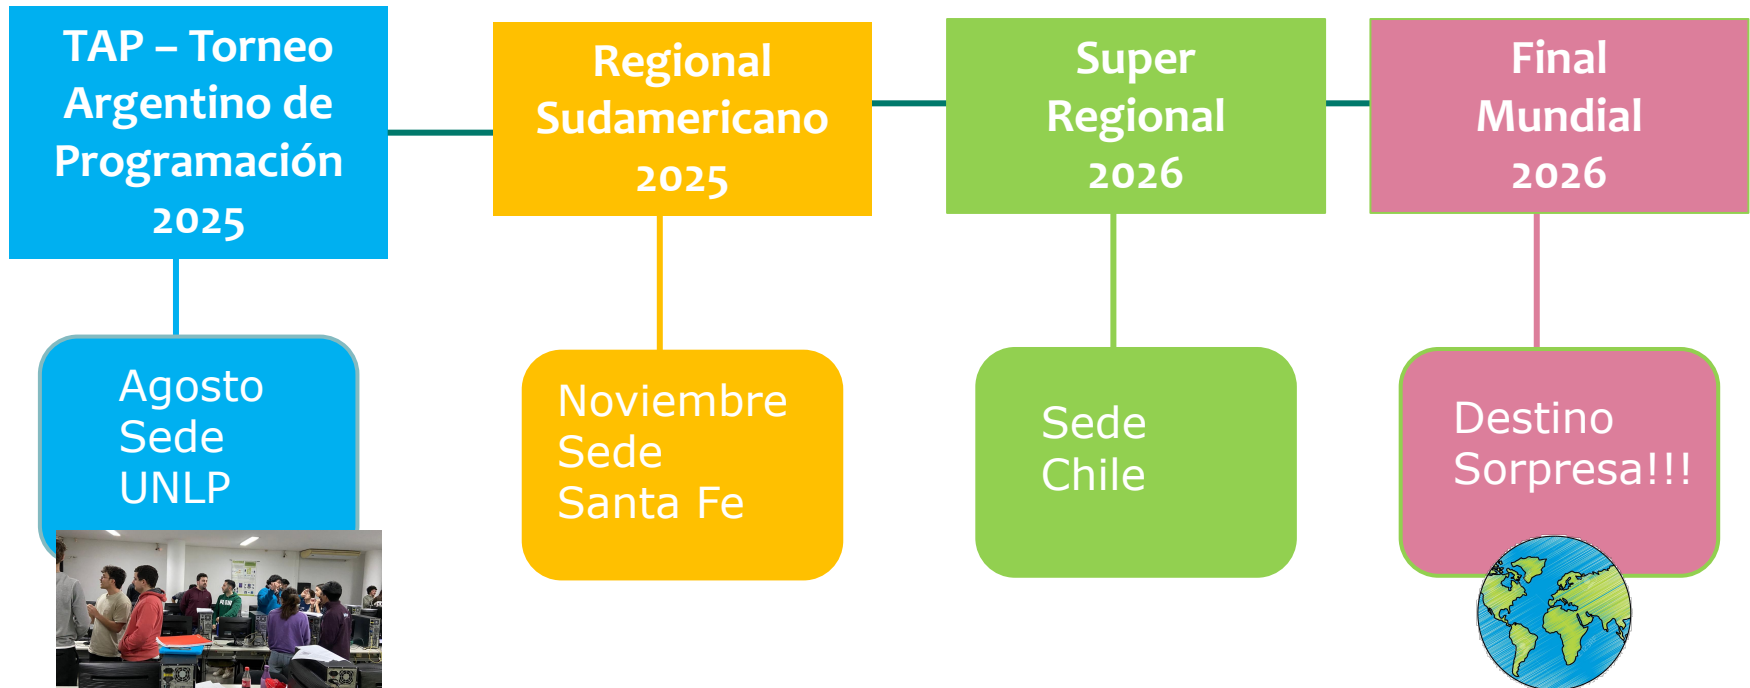 TAP – Torneo
Argentino de
Programación
2025
Regional
Sudamericano
2025
Super
Regional
2026
Final
Mundial
2026
Agosto
Sede
UNLP
Noviembre
Sede
Santa Fe
Sede
Chile
Destino
Sorpresa!!!